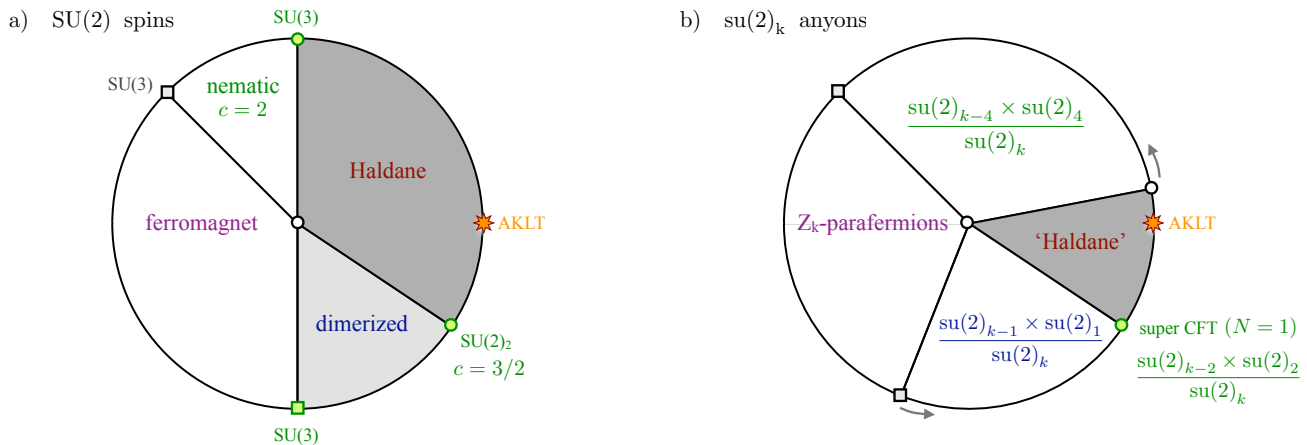 a) SU(2) spins
SU(3)
SU(3)
nematic
c = 2
Haldane
ferromagnet
AKLT
dimerized
SU(2)₂
c = 3/2
SU(3)
b) su(2)ₖ anyons
su(2)ₖ₋₄ × su(2)₄
su(2)ₖ
Zₖ-parafermions
'Haldane'
AKLT
su(2)ₖ₋₁ × su(2)₁
su(2)ₖ
super CFT (N = 1)
su(2)ₖ₋₂ × su(2)₂
su(2)ₖ